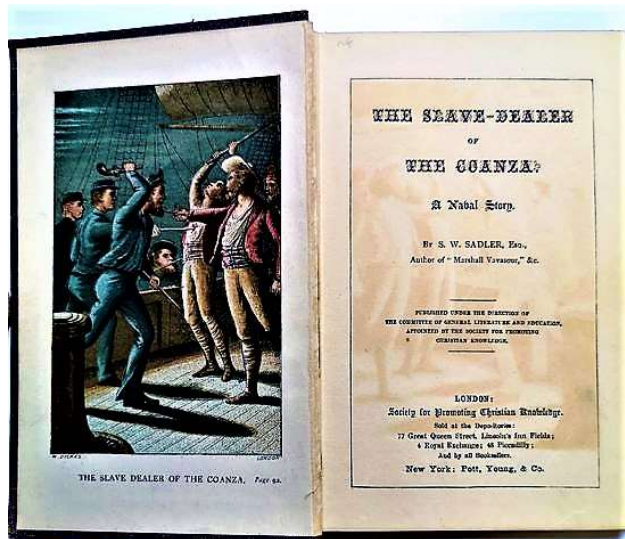 W. DICKES.
LONDON
THE SLAVE DEALER OF THE COANZA. Page 92.
THE SLAVE-DEALER
OF
THE COANZA:
A Naval Story.
BY S. W. SADLER, ESQ.,
Author of "Marshall Vavasour," &c.
PUBLISHED UNDER THE DIRECTION OF
THE COMMITTEE OF GENERAL LITERATURE AND EDUCATION,
APPOINTED BY THE SOCIETY FOR PROMOTING
CHRISTIAN KNOWLEDGE.
LONDON:
Society for Promoting Christian Knowledge.
Sold at the Depositories:
77 Great Queen Street, Lincoln's Inn Fields;
4 Royal Exchange; 48 Piccadilly;
And by all Booksellers.
New York: Pott, Young, & Co.